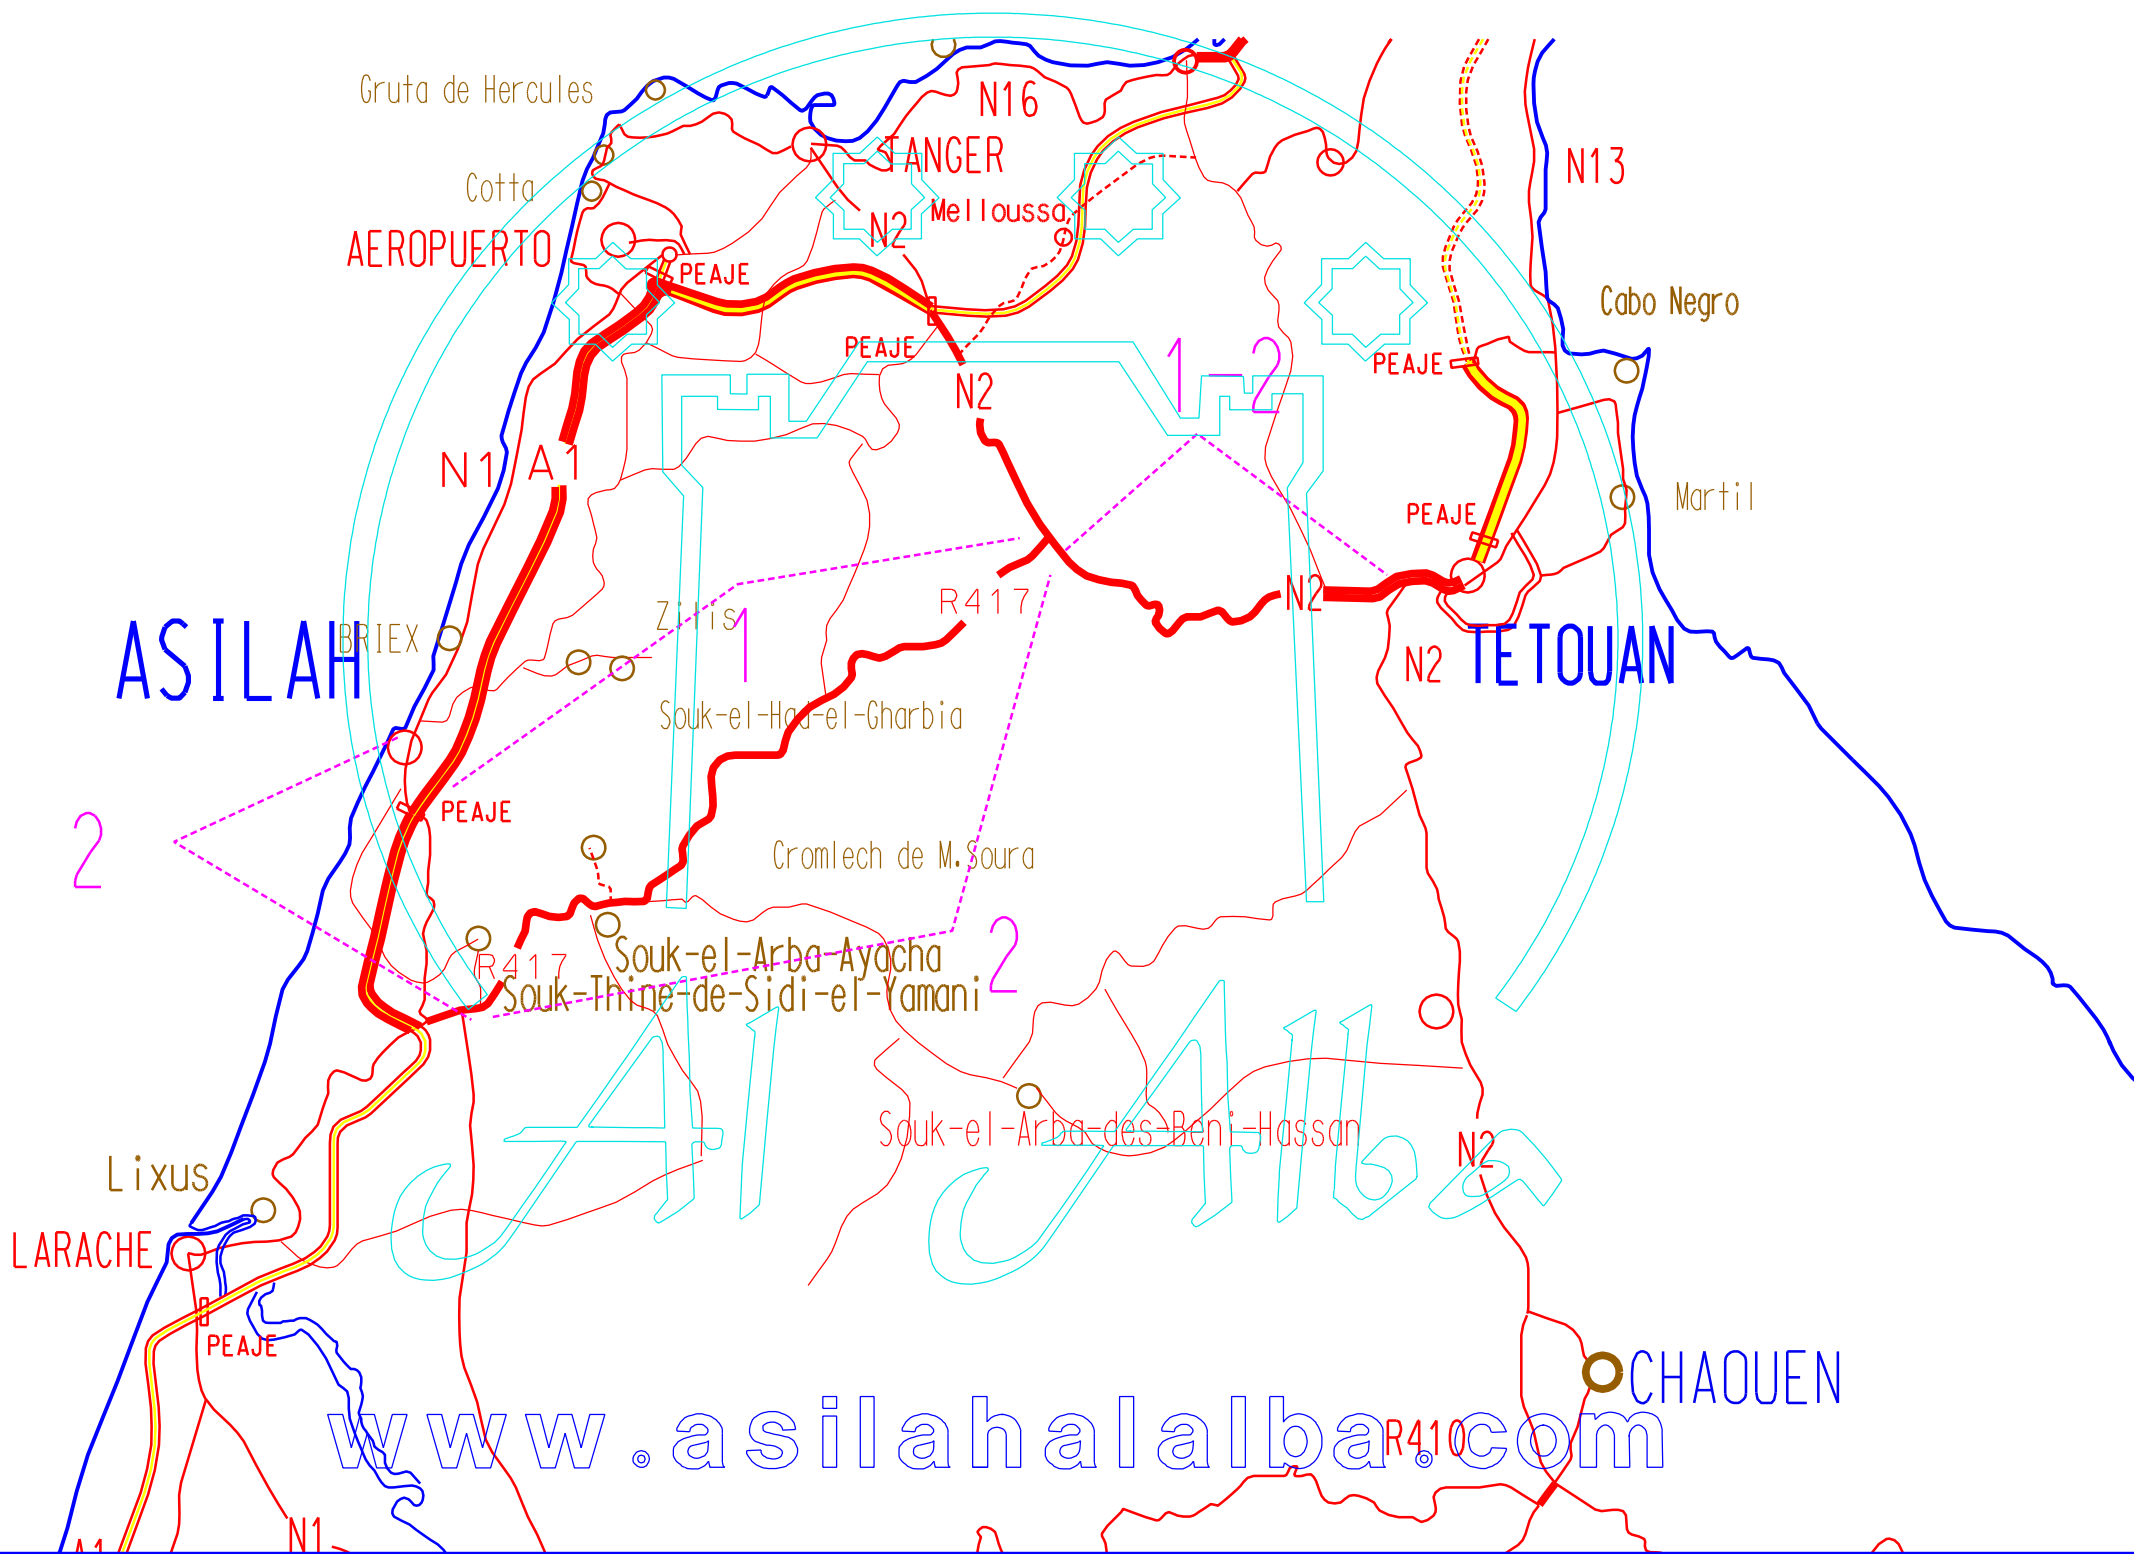 Gruta de Hercules
N16
TANGER
N13
Cotta
Melloussa
N2
AEROPUERTO
PEAJE
Cabo Negro
PEAJE
1-2
PEAJE
N2
N1
A1
Martil
PEAJE
R417
N2
Zilis
1
ASILAH
BRIEX
N2
TETOUAN
Souk-el-Had-el-Gharbia
PEAJE
2
Cromlech de M.Soura
2
R417
Souk-el-Arba-Ayacha
Souk-Thine-de-Sidi-el-Yamani
Al Alba
Souk-el-Arba-des-Beni-Hassan
N2
Lixus
LARACHE
PEAJE
CHAOUEN
www.asilahalalba.com
R410
A1
N1